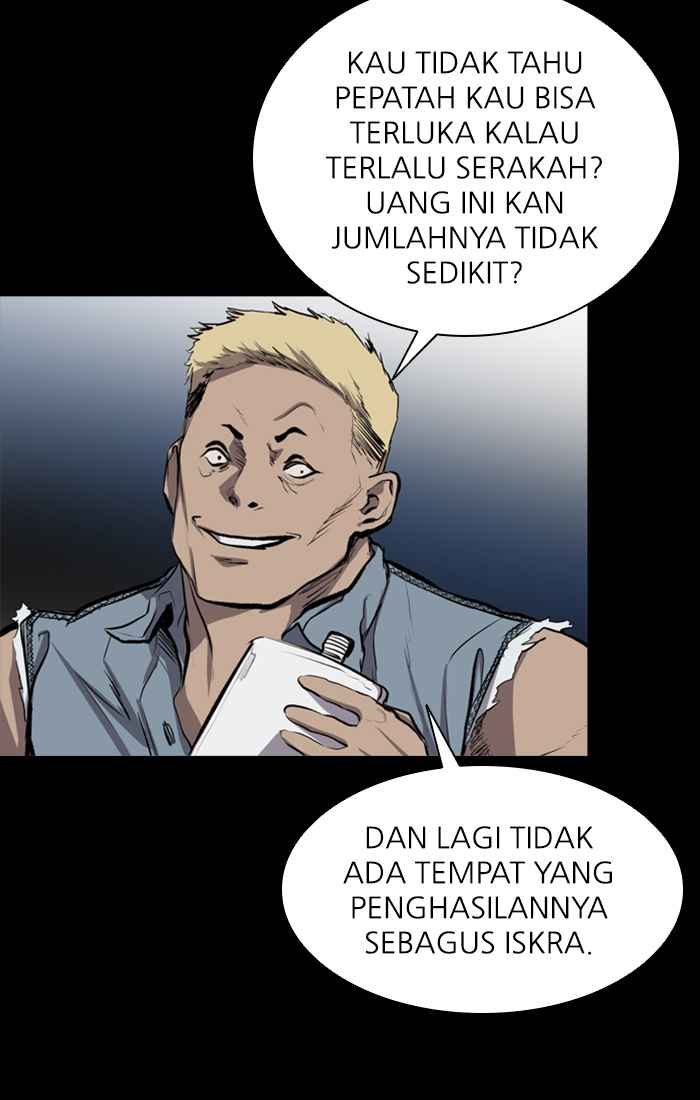 KAU TIDAK TAHU
PEPATAH KAU BISA
TERLUKA KALAU
TERLALU SERAKAH?
UANG INI KAN
JUMLAHNYA TIDAK
SEDIKIT?
DAN LAGI TIDAK
ADA TEMPAT YANG
PENGHASILANNYA
SEBAGUS ISKRA.